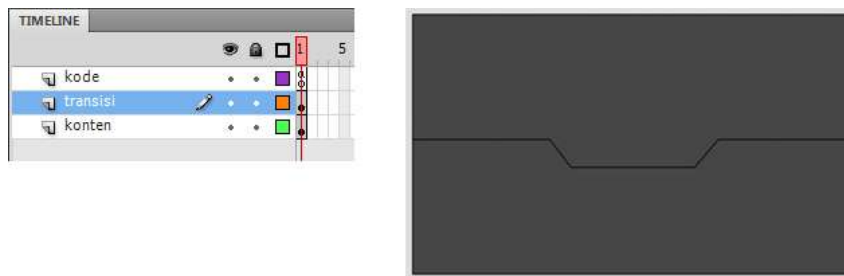 TIMELINE
1 5
kode
transisi
konten